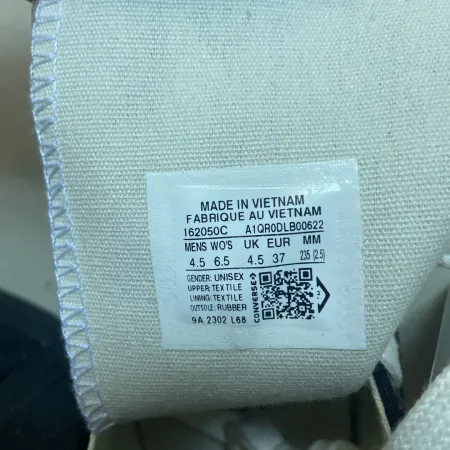 MADE IN VIETNAM
FABRIQUE AU VIETNAM
162050C A1QR0DLB00622
MENS WO'S UK EUR MM
4.5 6.5 4.5 37 235 (2.5)
GENDER: UNISEX
UPPER: TEXTILE
LINING: TEXTILE
OUTSOLE: RUBBER
9A 2302 L68
CONVERSE